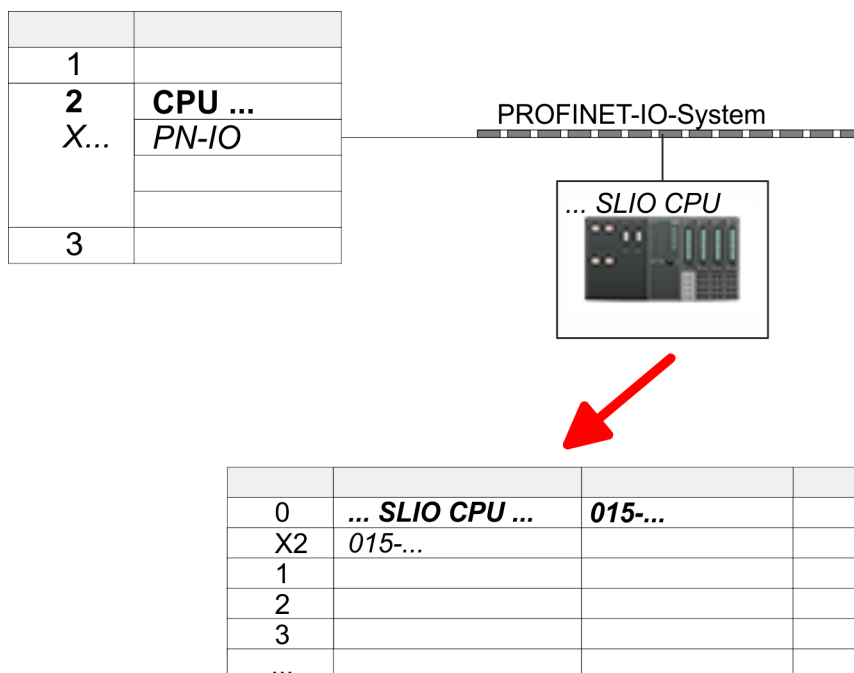 1
2 CPU ...
X... PN-IO
3
PROFINET-IO-System
... SLIO CPU
0 ... SLIO CPU ... 015-...
X2 015-...
1
2
3
...